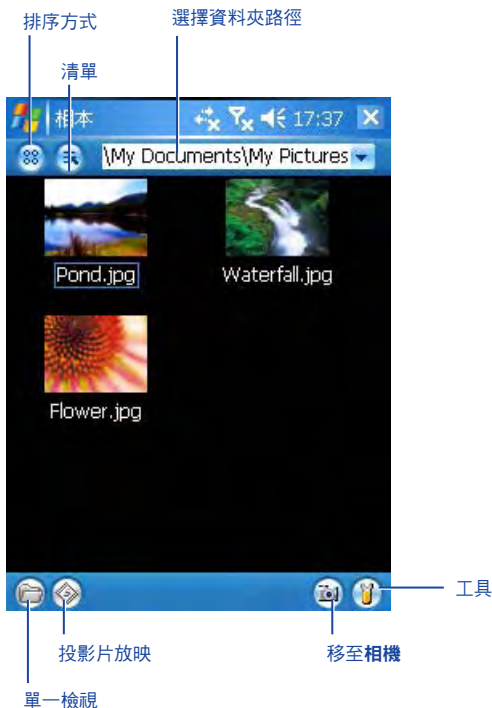 排序方式
選擇資料夾路徑
清單
相本 17:37
\My Documents\My Pictures
Pond.jpg
Waterfall.jpg
Flower.jpg
工具
投影片放映
移至相機
單一檢視